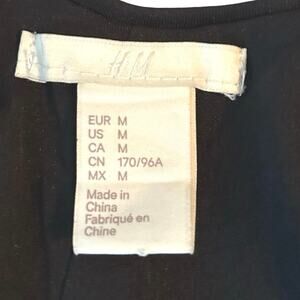 H&M
EUR M
US M
CA M
CN 170/96A
MX M
Made in
China
Fabriqué en
Chine